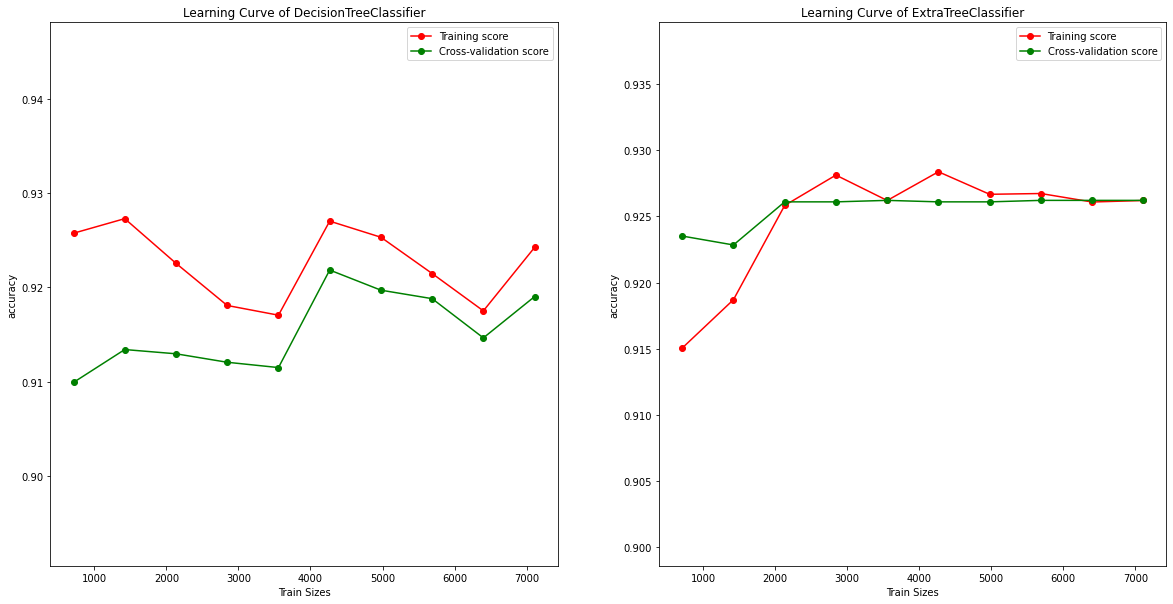 Learning Curve of DecisionTreeClassifier
Training score
Cross-validation score
0.94
0.93
0.92
0.91
0.90
accuracy
1000 2000 3000 4000 5000 6000 7000
Train Sizes
Learning Curve of ExtraTreeClassifier
Training score
Cross-validation score
0.935
0.930
0.925
0.920
0.915
0.910
0.905
0.900
accuracy
1000 2000 3000 4000 5000 6000 7000
Train Sizes